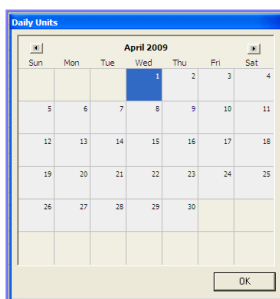 Daily Units
April 2009
Sun Mon Tue Wed Thu Fri Sat
1 2 3 4
5 6 7 8 9 10 11
12 13 14 15 16 17 18
19 20 21 22 23 24 25
26 27 28 29 30
OK